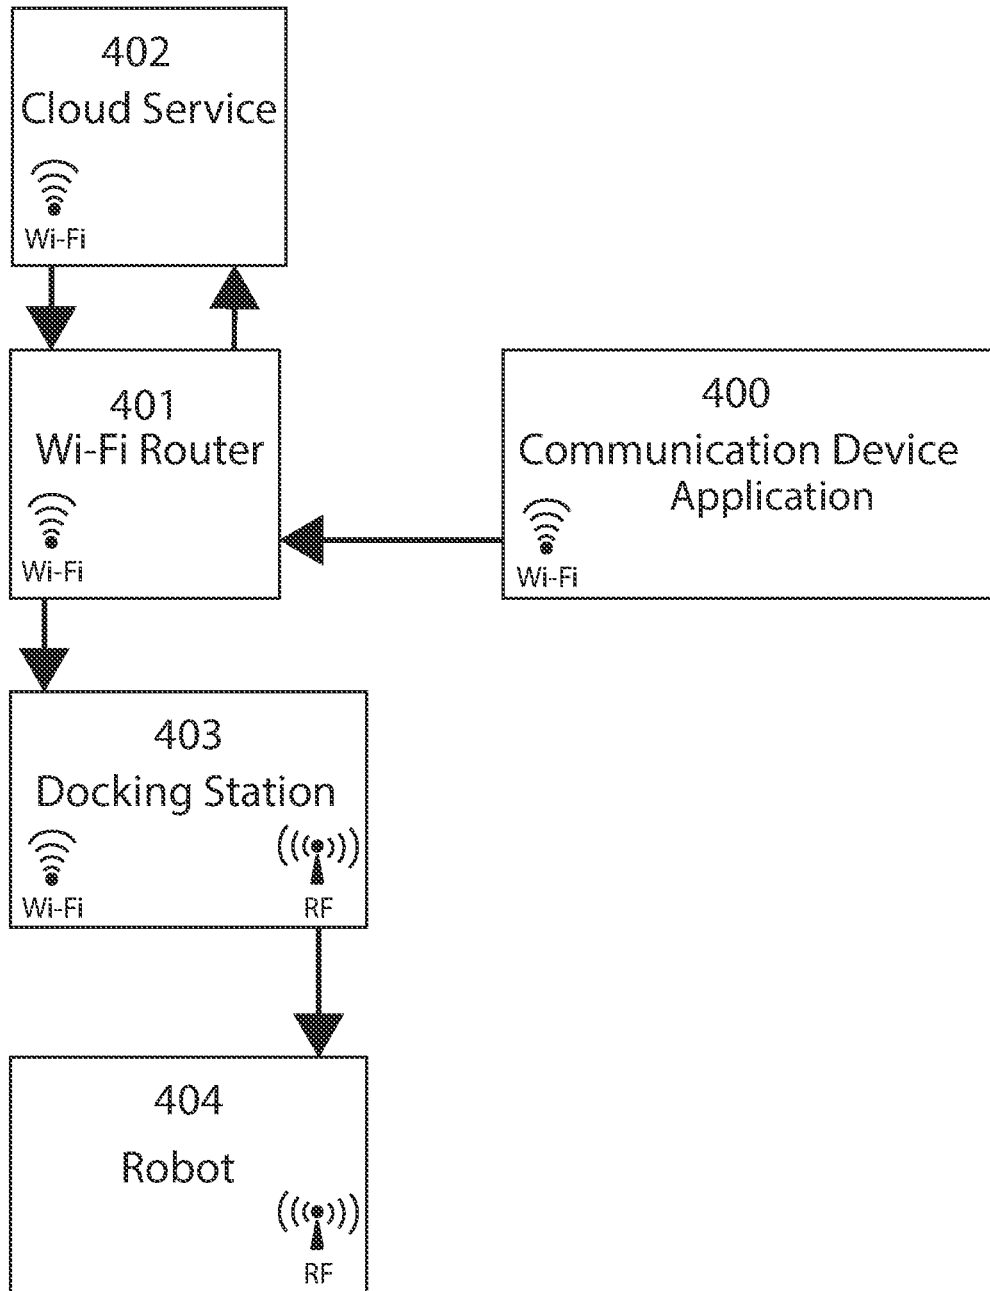 402
Cloud Service
Wi-Fi
401
Wi-Fi Router
Wi-Fi
400
Communication Device
Application
Wi-Fi
403
Docking Station
Wi-Fi
RF
404
Robot
RF